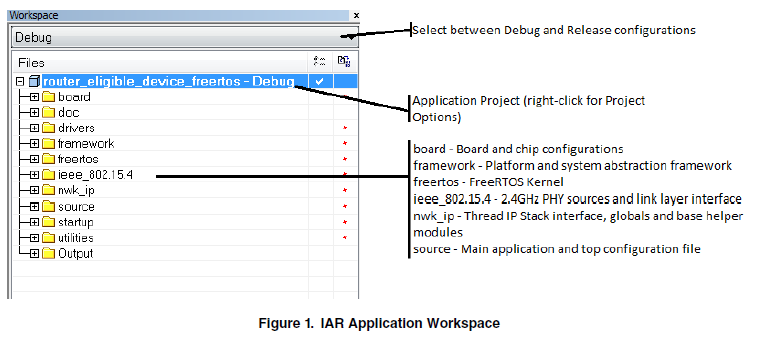 Workspace x
Debug
Select between Debug and Release configurations
Files
router_eligible_device_freertos - Debug
board
doc
drivers
framework
freertos
ieee_802.15.4
nwk_ip
source
startup
utilities
Output
Application Project (right-click for Project
Options)
board - Board and chip configurations
framework - Platform and system abstraction framework
freertos - FreeRTOS Kernel
ieee_802.15.4 - 2.4GHz PHY sources and link layer interface
nwk_ip - Thread IP Stack interface, globals and base helper
modules
source - Main application and top configuration file
Figure 1. IAR Application Workspace